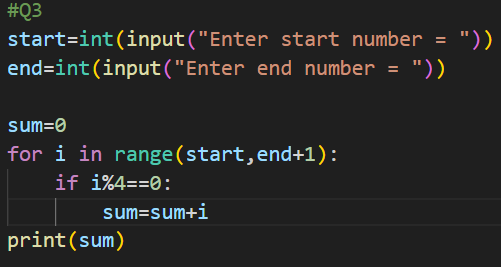 #Q3
start=int(input("Enter start number = "))
end=int(input("Enter end number = "))
sum=0
for i in range(start,end+1):
    if i%4==0:
        sum=sum+i
print(sum)